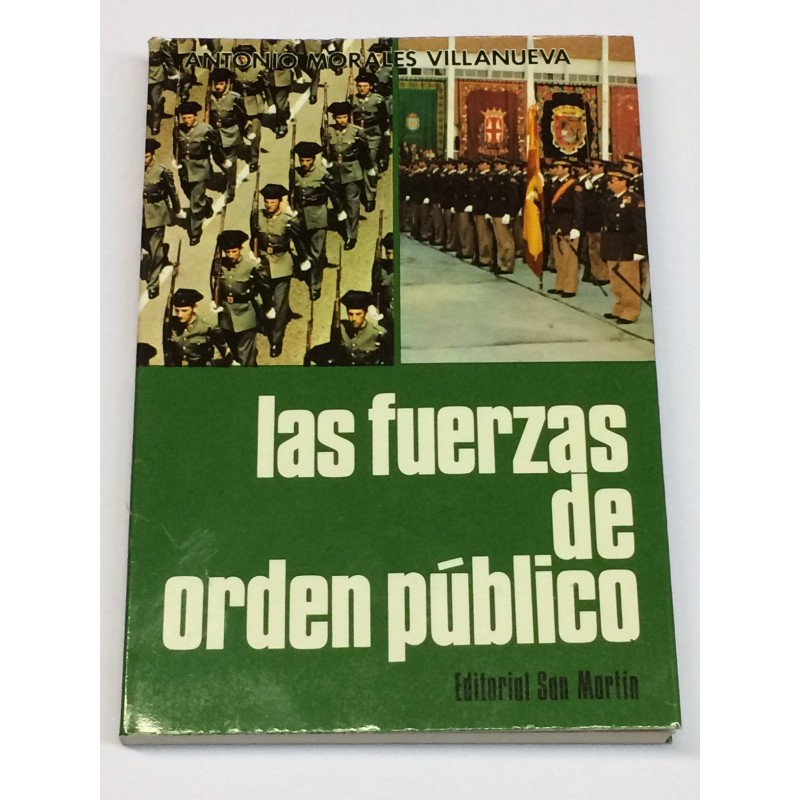 ANTONIO MORALES VILLANUEVA
las fuerzas
de
orden público
Editorial San Martín